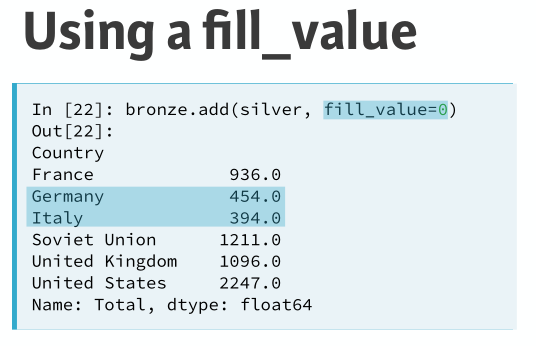 Using a fill_value
In [22]: bronze.add(silver, fill_value=0)
Out[22]:
Country
France 936.0
Germany 454.0
Italy 394.0
Soviet Union 1211.0
United Kingdom 1096.0
United States 2247.0
Name: Total, dtype: float64